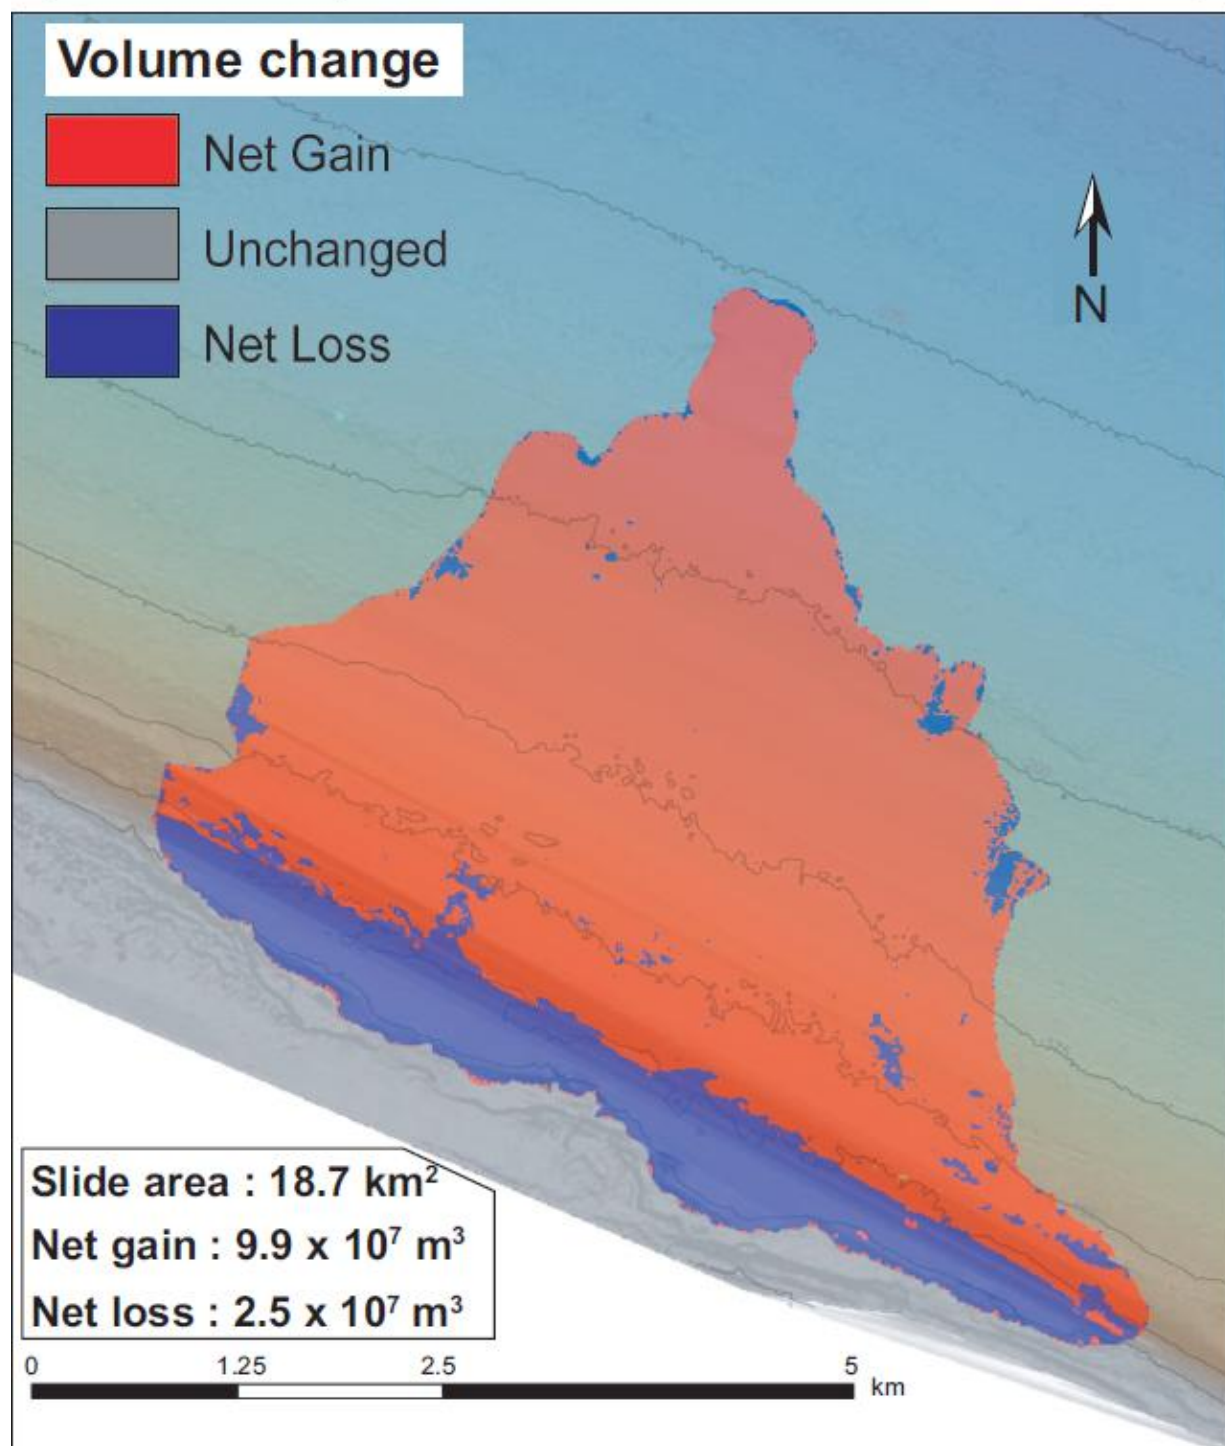 Volume change
Net Gain
Unchanged
Net Loss
N
Slide area : 18.7 km²
Net gain : 9.9 x 10⁷ m³
Net loss : 2.5 x 10⁷ m³
0 1.25 2.5 5 km